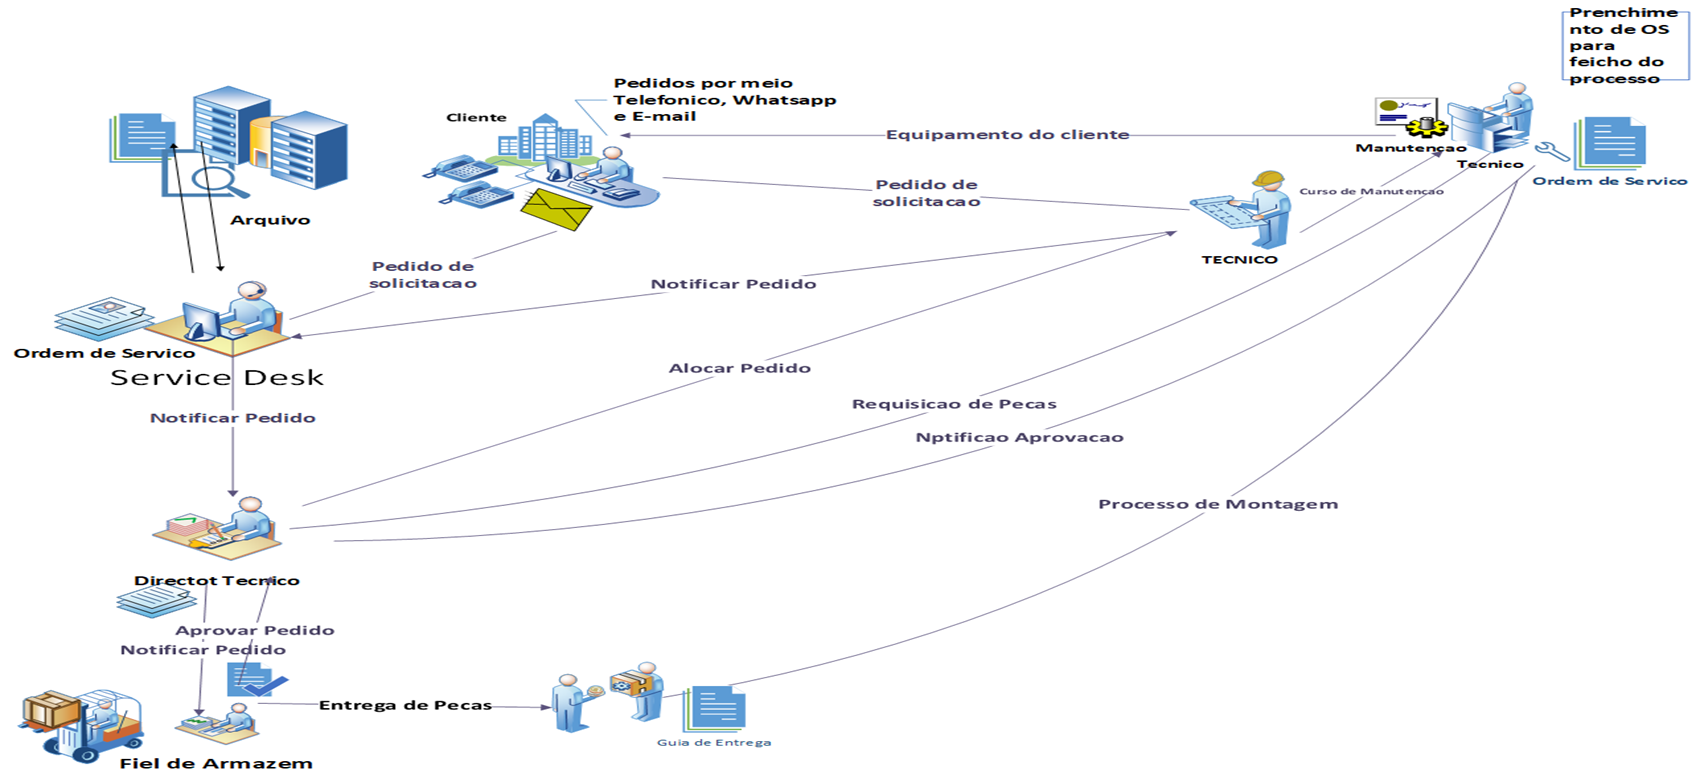 Prenchime
nto de OS
para
feicho do
processo
Pedidos por meio
Telefonico, Whatsapp
e E-mail
Cliente
Equipamento do cliente
Manutençao
Tecnico
Ordem de Servico
Curso de Manutencao
Pedido de
solicitacao
TECNICO
Arquivo
Pedido de
solicitacao
Notificar Pedido
Ordem de Servico
Service Desk
Alocar Pedido
Notificar Pedido
Requisicao de Pecas
Nptificao Aprovacao
Processo de Montagem
Directot Tecnico
Aprovar Pedido
Notificar Pedido
Entrega de Pecas
Guia de Entrega
Fiel de Armazem